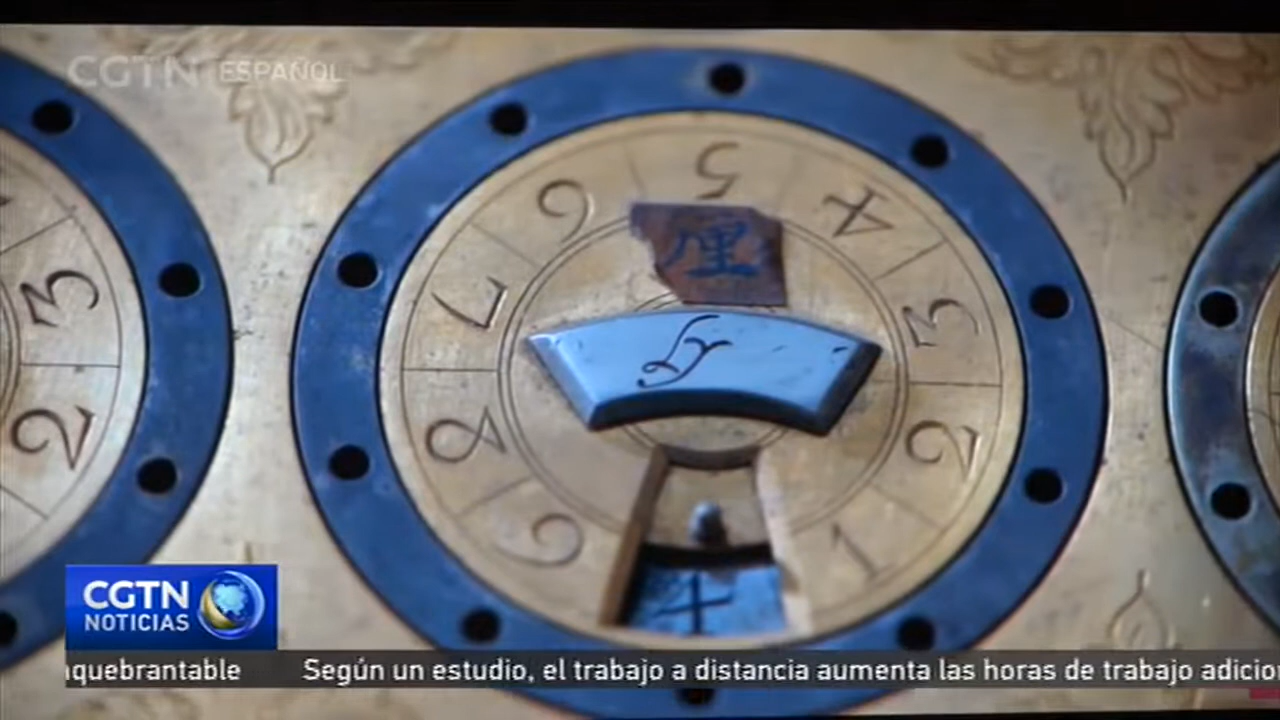 CGTN ESPAÑOL
5
6
4
厘
7
3
3
8
2
2
9
1
CGTN
NOTICIAS
nquebrantable Según un estudio, el trabajo a distancia aumenta las horas de trabajo adicio